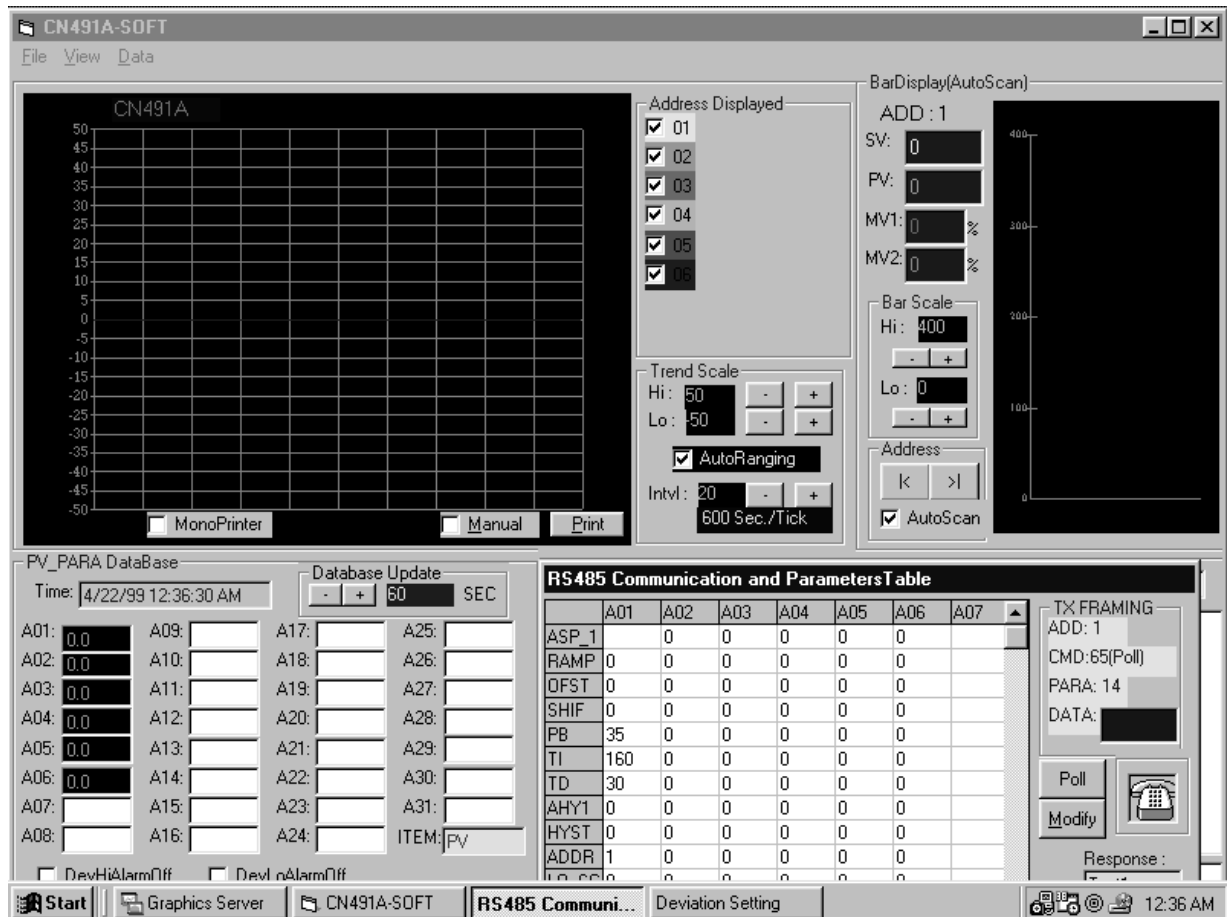 CN491A-SOFT
File View Data
CN491A
50
45
40
35
30
25
20
15
10
5
0
-5
-10
-15
-20
-25
-30
-35
-40
-45
-50
MonoPrinter
Manual
Print
Address Displayed
01
02
03
04
05
06
Trend Scale
Hi : 50 - +
Lo : -50 - +
AutoRanging
Intvl : 20 - +
600 Sec./Tick
BarDisplay(AutoScan)
ADD : 1
SV: 0
PV: 0
MV1: 0 %
MV2: 0 %
Bar Scale
Hi : 400
- +
Lo : 0
- +
Address
|< >|
AutoScan
400
300
200
100
0
PV_PARA DataBase
Time: 4/22/99 12:36:30 AM
Database Update
- + 60 SEC
A01: 0.0 A09: A17: A25:
A02: 0.0 A10: A18: A26:
A03: 0.0 A11: A19: A27:
A04: 0.0 A12: A20: A28:
A05: 0.0 A13: A21: A29:
A06: 0.0 A14: A22: A30:
A07: A15: A23: A31:
A08: A16: A24: ITEM: PV
DevHiAlarmOff DevLoAlarmOff
RS485 Communication and ParametersTable
A01 A02 A03 A04 A05 A06 A07
ASP_1 0 0 0 0 0
RAMP 0 0 0 0 0 0
OFST 0 0 0 0 0 0
SHIF 0 0 0 0 0 0
PB 35 0 0 0 0 0
TI 160 0 0 0 0 0
TD 30 0 0 0 0 0
AHY1 0 0 0 0 0 0
HYST 0 0 0 0 0 0
ADDR 1 0 0 0 0 0
TX FRAMING
ADD: 1
CMD:65(Poll)
PARA: 14
DATA:
Poll
Modify
Response :
Start Graphics Server CN491A-SOFT RS485 Communi... Deviation Setting 12:36 AM